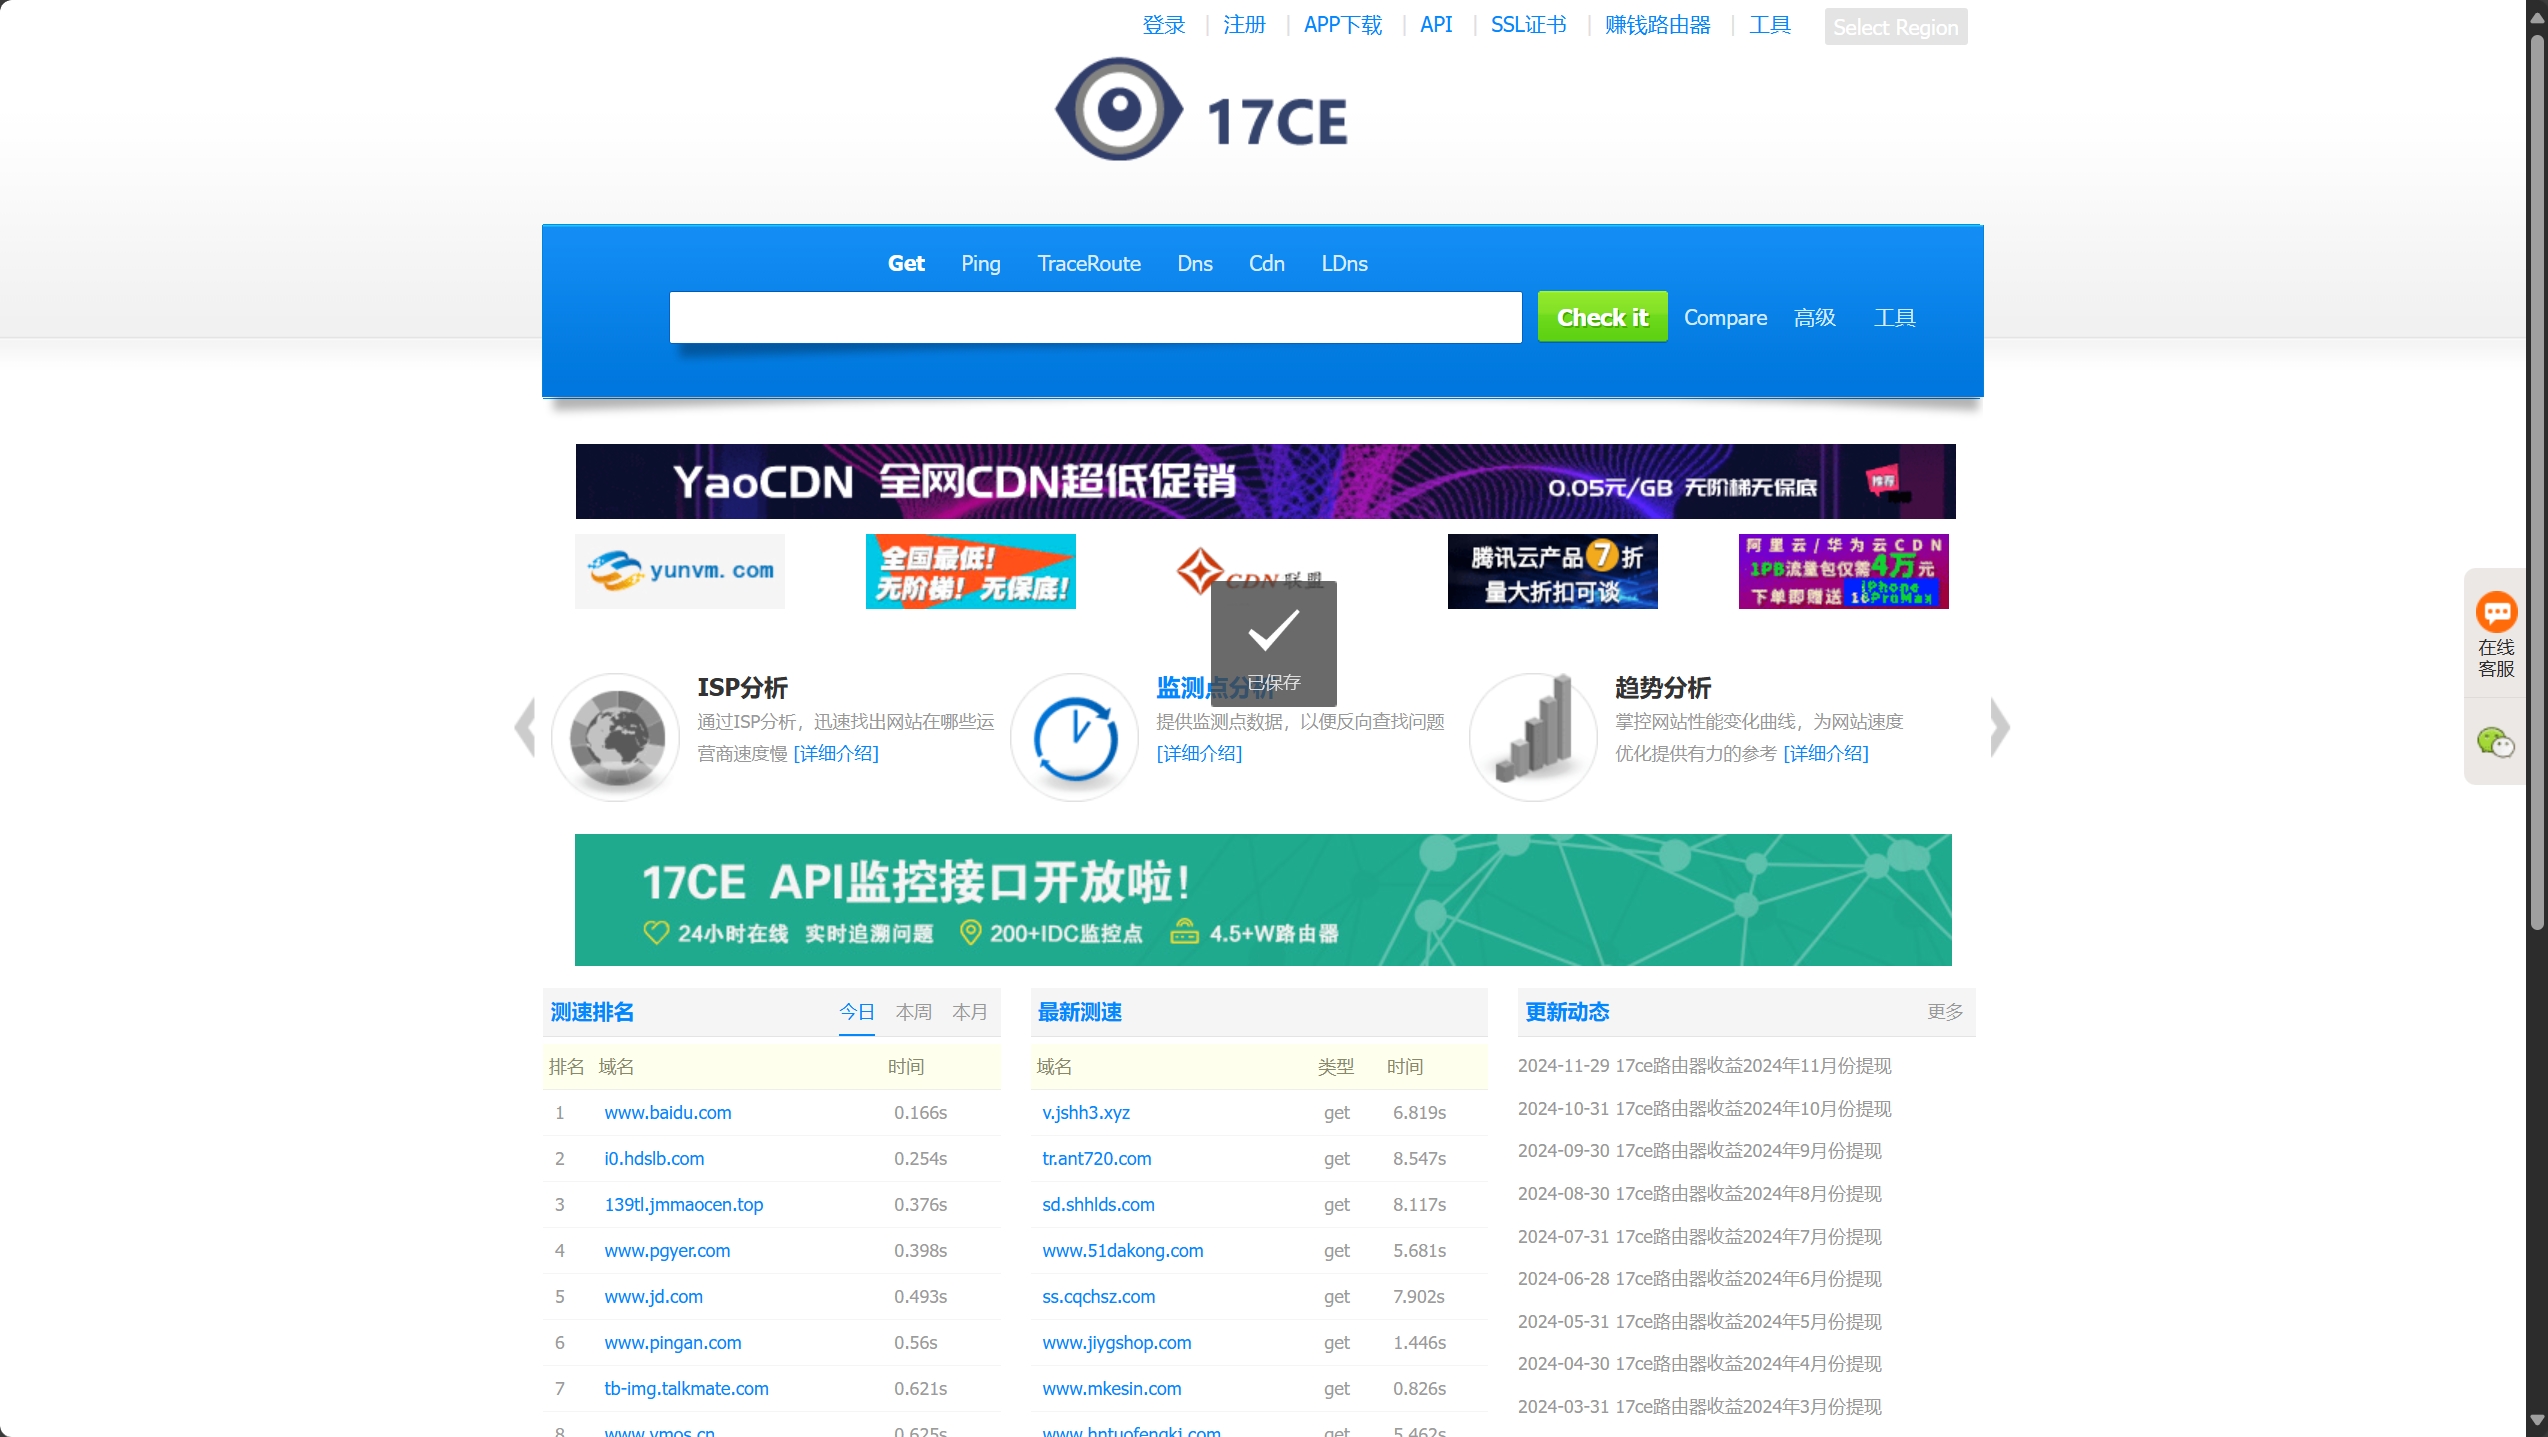 登录 | 注册 | APP下载 | API | SSL证书 | 赚钱路由器 | 工具 Select Region
17CE
Get Ping TraceRoute Dns Cdn LDns
Check it Compare 高级 工具
YaoCDN 全网CDN超低促销 0.05元/GB 无阶梯无保底 推荐
yunvm.com
全国最低！
无阶梯！无保底！
CDN 联盟
腾讯云产品7折
量大折扣可谈
阿里云/华为云CDN
1PB流量包仅需4万元
下单即赠送 iPhone
16ProMax
已保存
ISP分析
通过ISP分析，迅速找出网站在哪些运
营商速度慢 [详细介绍]
监测点分析
提供监测点数据，以便反向查找问题
[详细介绍]
趋势分析
掌控网站性能变化曲线，为网站速度
优化提供有力的参考 [详细介绍]
在线
客服
17CE API监控接口开放啦！
24小时在线 实时追溯问题 200+IDC监控点 4.5+W路由器
测速排名 今日 本周 本月
排名 域名 时间
1 www.baidu.com 0.166s
2 i0.hdslb.com 0.254s
3 139tl.jmmaocen.top 0.376s
4 www.pgyer.com 0.398s
5 www.jd.com 0.493s
6 www.pingan.com 0.56s
7 tb-img.talkmate.com 0.621s
8 www.vmos.cn 0.625s
最新测速
域名 类型 时间
v.jshh3.xyz get 6.819s
tr.ant720.com get 8.547s
sd.shhlds.com get 8.117s
www.51dakong.com get 5.681s
ss.cqchsz.com get 7.902s
www.jiygshop.com get 1.446s
www.mkesin.com get 0.826s
www.hntuofengki.com get 5.462s
更新动态 更多
2024-11-29 17ce路由器收益2024年11月份提现
2024-10-31 17ce路由器收益2024年10月份提现
2024-09-30 17ce路由器收益2024年9月份提现
2024-08-30 17ce路由器收益2024年8月份提现
2024-07-31 17ce路由器收益2024年7月份提现
2024-06-28 17ce路由器收益2024年6月份提现
2024-05-31 17ce路由器收益2024年5月份提现
2024-04-30 17ce路由器收益2024年4月份提现
2024-03-31 17ce路由器收益2024年3月份提现